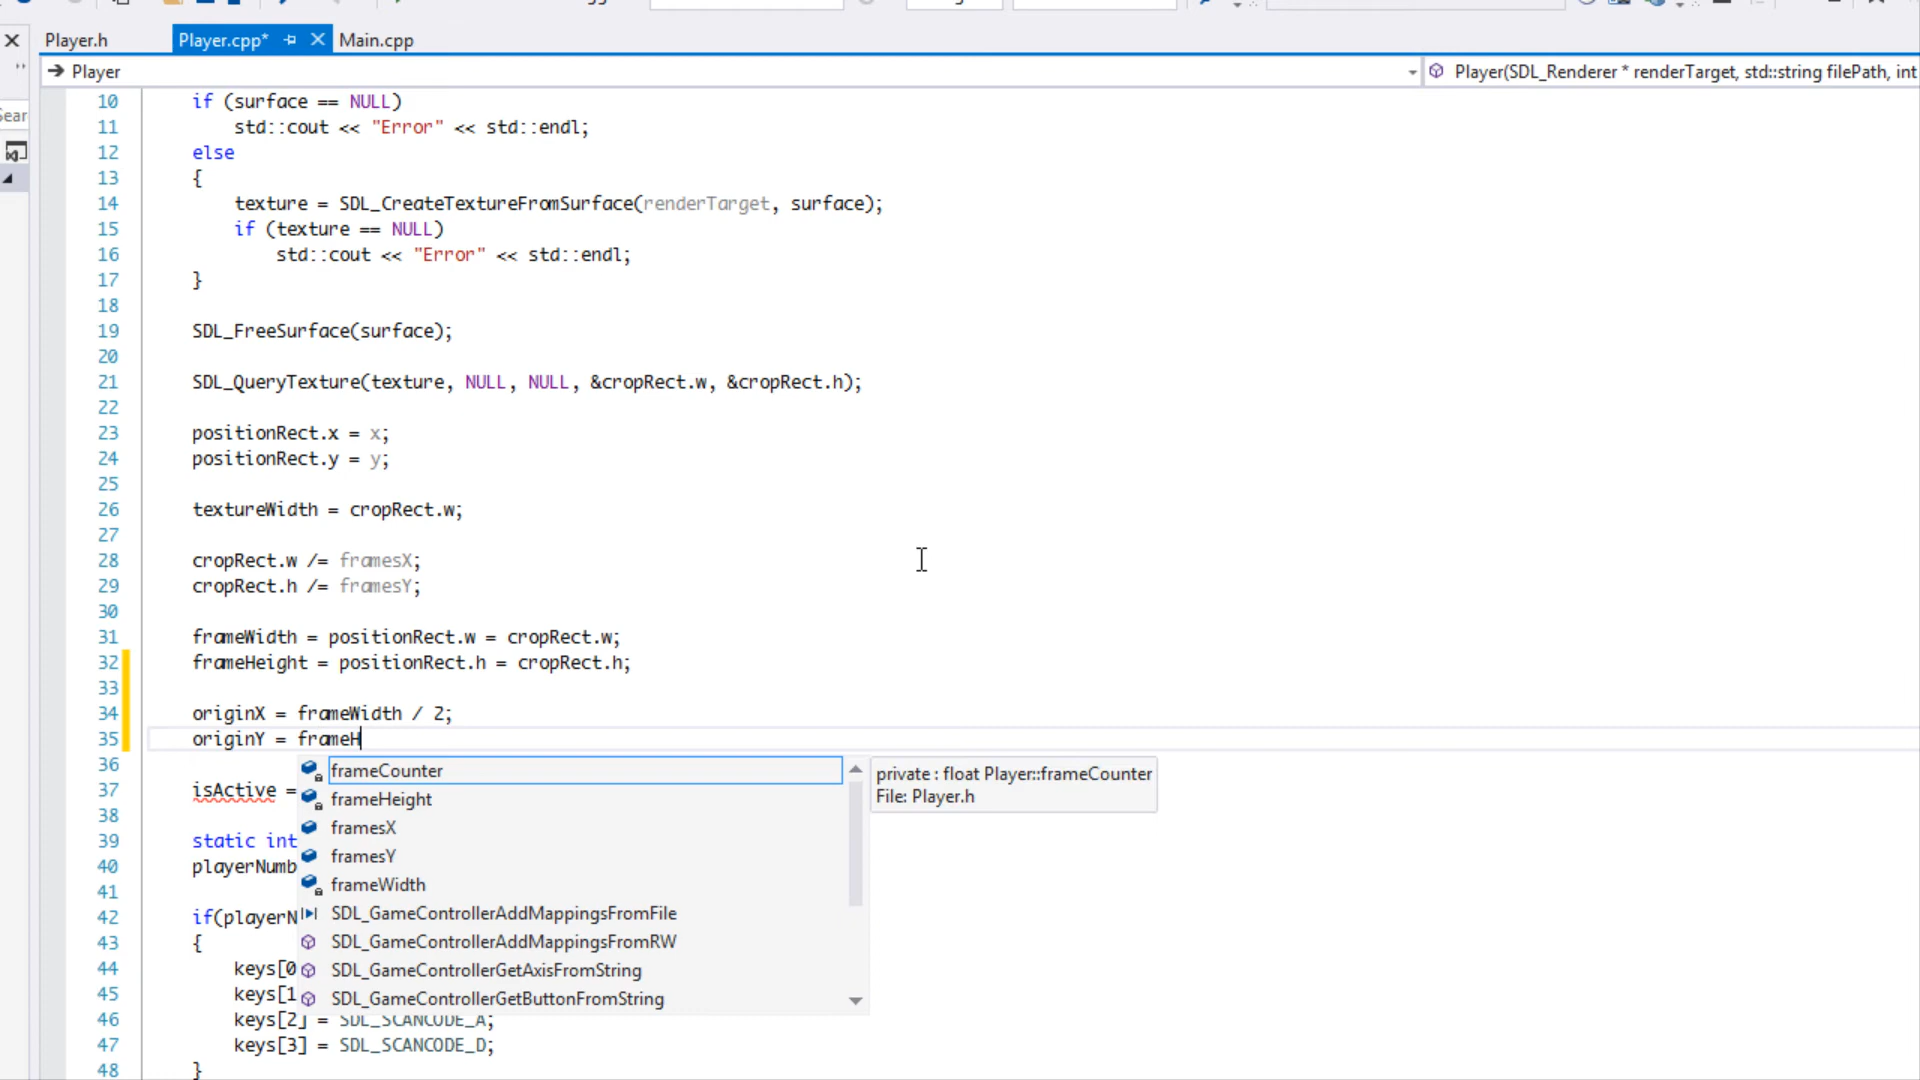 Player.h
Player.cpp*
Main.cpp
Player
Player(SDL_Renderer * renderTarget, std::string filePath, int
Sear
10 if (surface == NULL)
11 std::cout << "Error" << std::endl;
12 else
13 {
14 texture = SDL_CreateTextureFromSurface(renderTarget, surface);
15 if (texture == NULL)
16 std::cout << "Error" << std::endl;
17 }
18
19 SDL_FreeSurface(surface);
20
21 SDL_QueryTexture(texture, NULL, NULL, &cropRect.w, &cropRect.h);
22
23 positionRect.x = x;
24 positionRect.y = y;
25
26 textureWidth = cropRect.w;
27
28 cropRect.w /= framesX;
29 cropRect.h /= framesY;
30
31 frameWidth = positionRect.w = cropRect.w;
32 frameHeight = positionRect.h = cropRect.h;
33
34 originX = frameWidth / 2;
35 originY = frameH
36
37 isActive =
38
39 static int
40 playerNumb
41
42 if(playerN
43 {
44 keys[0
45 keys[1
46 keys[2] = SDL_SCANCODE_A;
47 keys[3] = SDL_SCANCODE_D;
48 }
frameCounter
frameHeight
framesX
framesY
frameWidth
SDL_GameControllerAddMappingsFromFile
SDL_GameControllerAddMappingsFromRW
SDL_GameControllerGetAxisFromString
SDL_GameControllerGetButtonFromString
private : float Player::frameCounter
File: Player.h